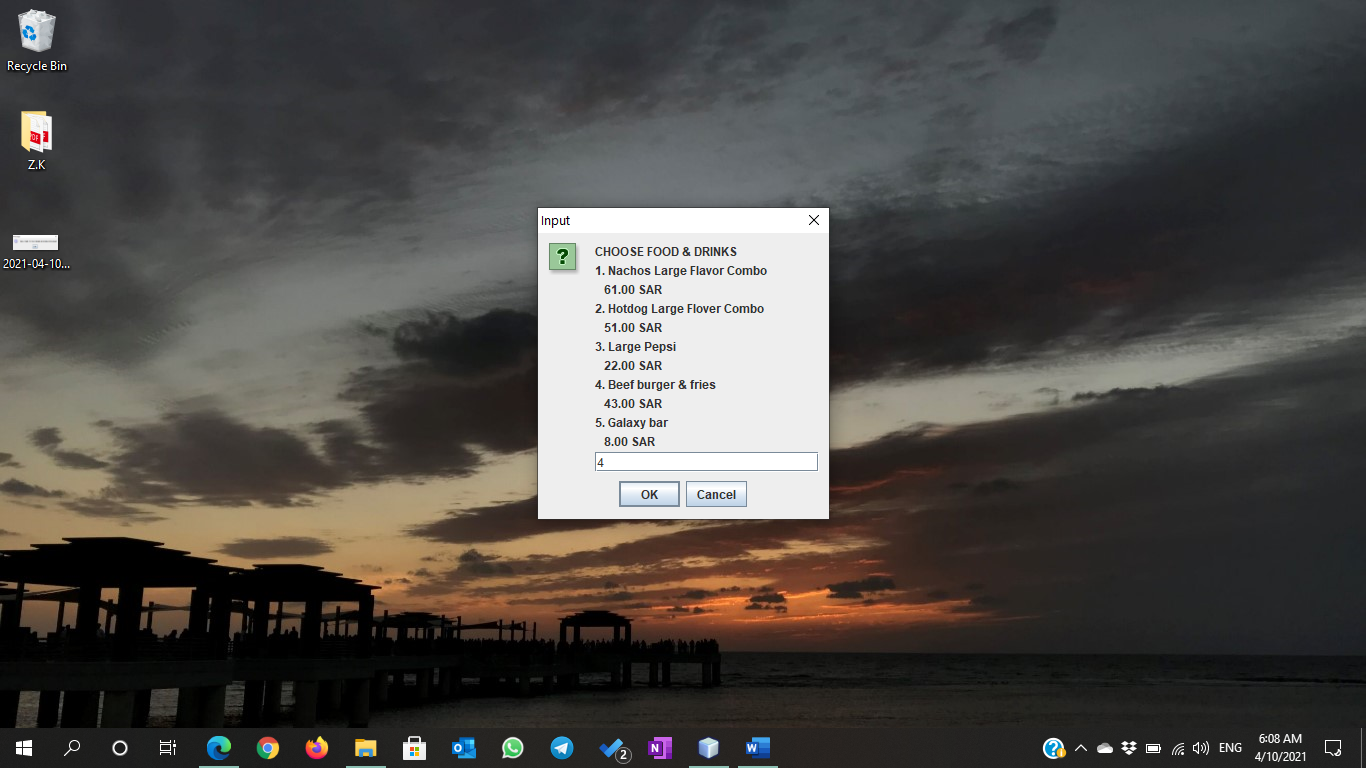 Recycle Bin
Z.K
2021-04-10...
Input
CHOOSE FOOD & DRINKS
1. Nachos Large Flavor Combo
61.00 SAR
2. Hotdog Large Flover Combo
51.00 SAR
3. Large Pepsi
22.00 SAR
4. Beef burger & fries
43.00 SAR
5. Galaxy bar
8.00 SAR
4
OK Cancel
2
ENG
6:08 AM
4/10/2021